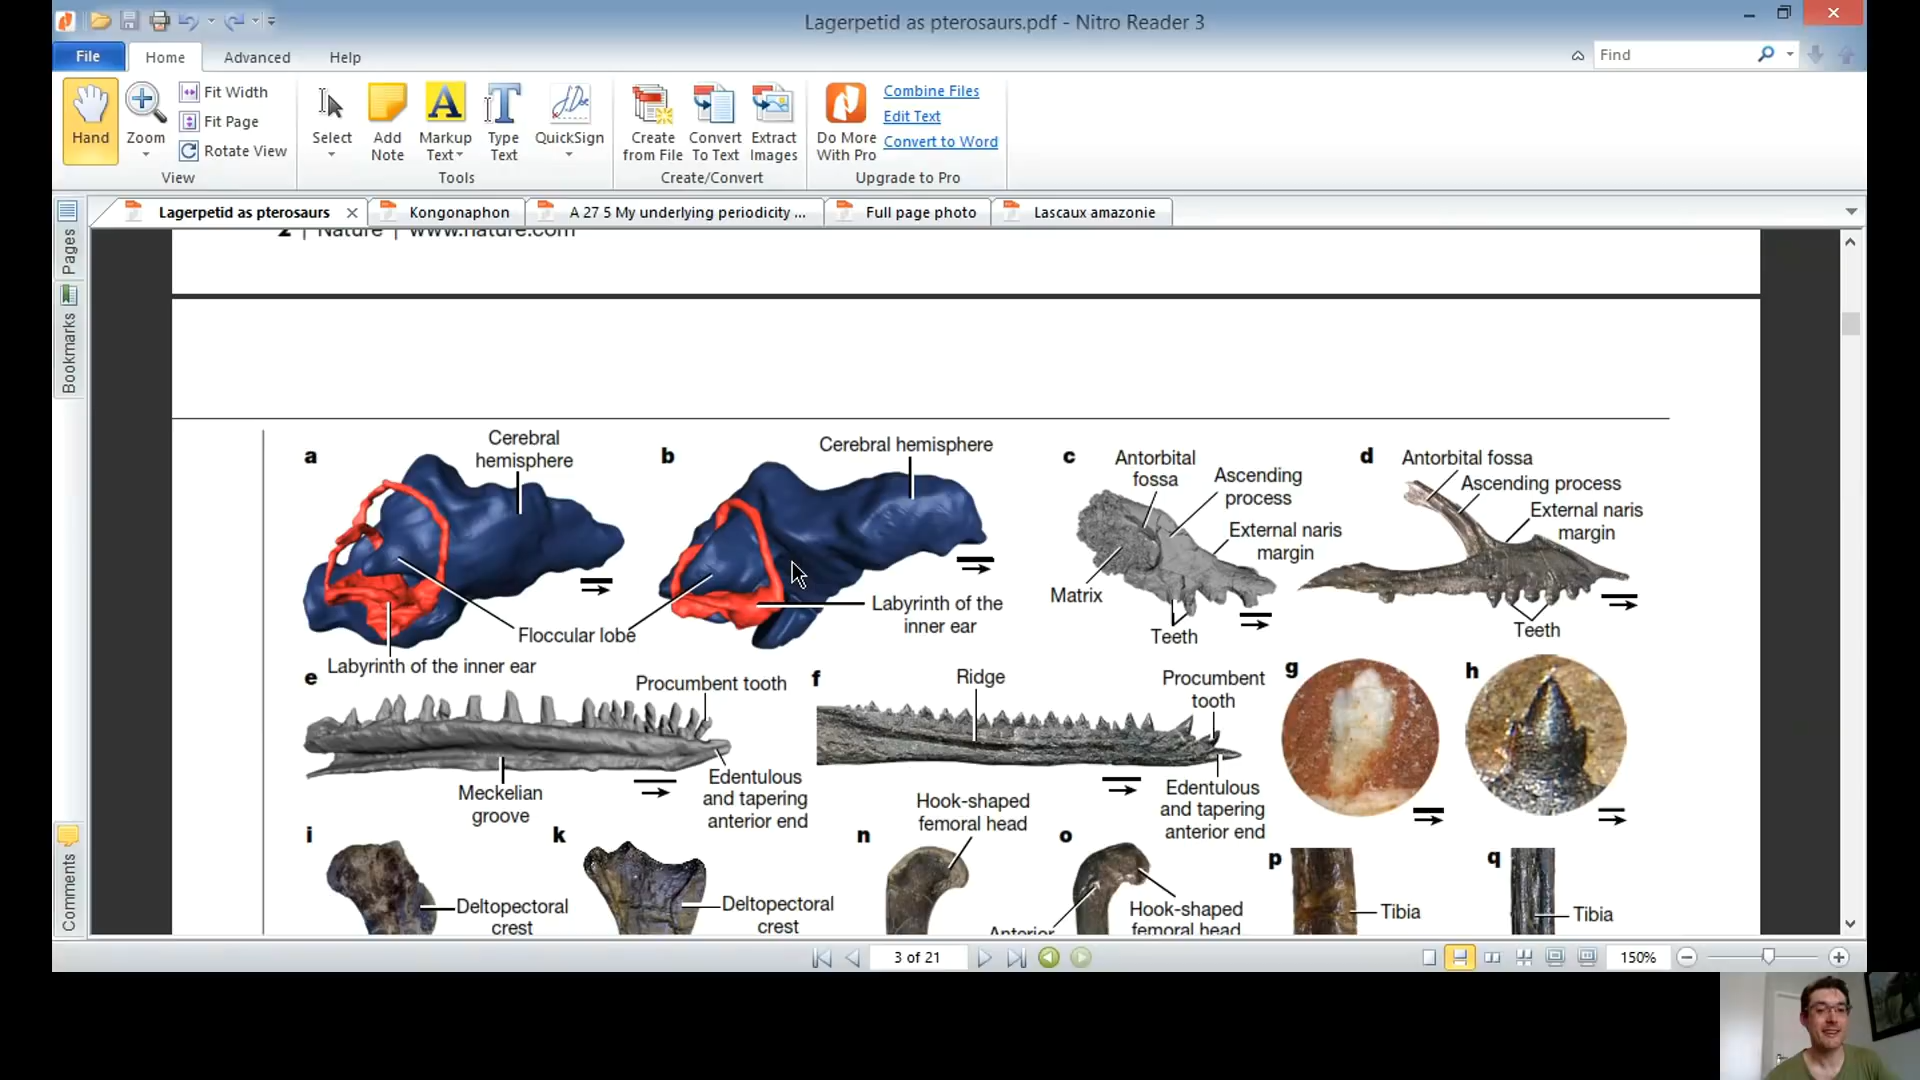 Lagerpetid as pterosaurs.pdf - Nitro Reader 3
File
Home
Advanced
Help
Find
Hand
Zoom
Fit Width
Fit Page
Rotate View
View
Select
Add
Note
Markup
Text
Type
Text
QuickSign
Tools
Create
from File
Convert
To Text
Extract
Images
Create/Convert
Do More
With Pro
Combine Files
Edit Text
Convert to Word
Upgrade to Pro
Lagerpetid as pterosaurs
Kongonaphon
A 27 5 My underlying periodicity ...
Full page photo
Lascaux amazonie
Pages
Bookmarks
Comments
2 | Nature | www.nature.com
a
Cerebral
hemisphere
b
Cerebral hemisphere
c
Antorbital
fossa
Ascending
process
External naris
margin
Matrix
Teeth
d
Antorbital fossa
Ascending process
External naris
margin
Teeth
Floccular lobe
Labyrinth of the
inner ear
Labyrinth of the inner ear
e
Procumbent tooth
Meckelian
groove
Edentulous
and tapering
anterior end
f
Ridge
Procumbent
tooth
Edentulous
and tapering
anterior end
g
h
i
Deltopectoral
crest
k
Deltopectoral
crest
n
Hook-shaped
femoral head
o
Anterior
Hook-shaped
femoral head
p
Tibia
q
Tibia
3 of 21
150%